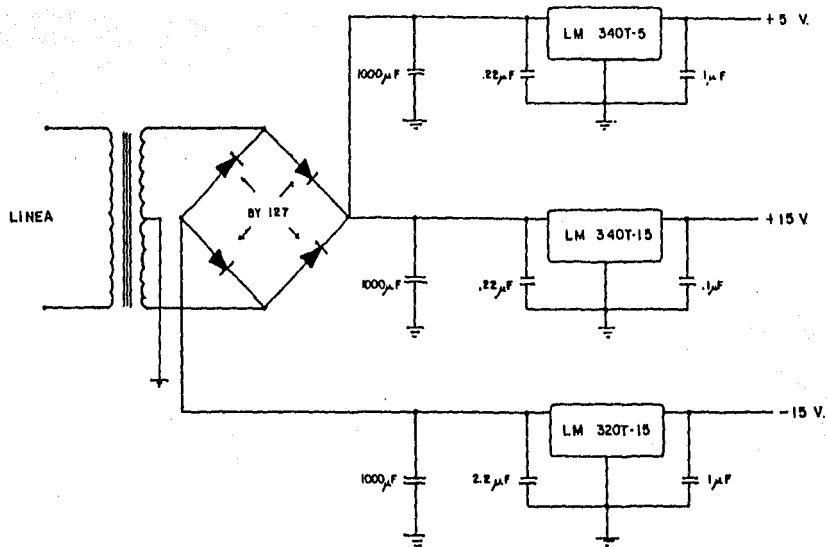 LM 340T-5
+5 V.
1000µF
.22µF
.1µF
LINEA
BY 127
LM 340T-15
+15 V.
1000µF
.22µF
.1µF
LM 320T-15
-15 V.
1000µF
2.2µF
1µF